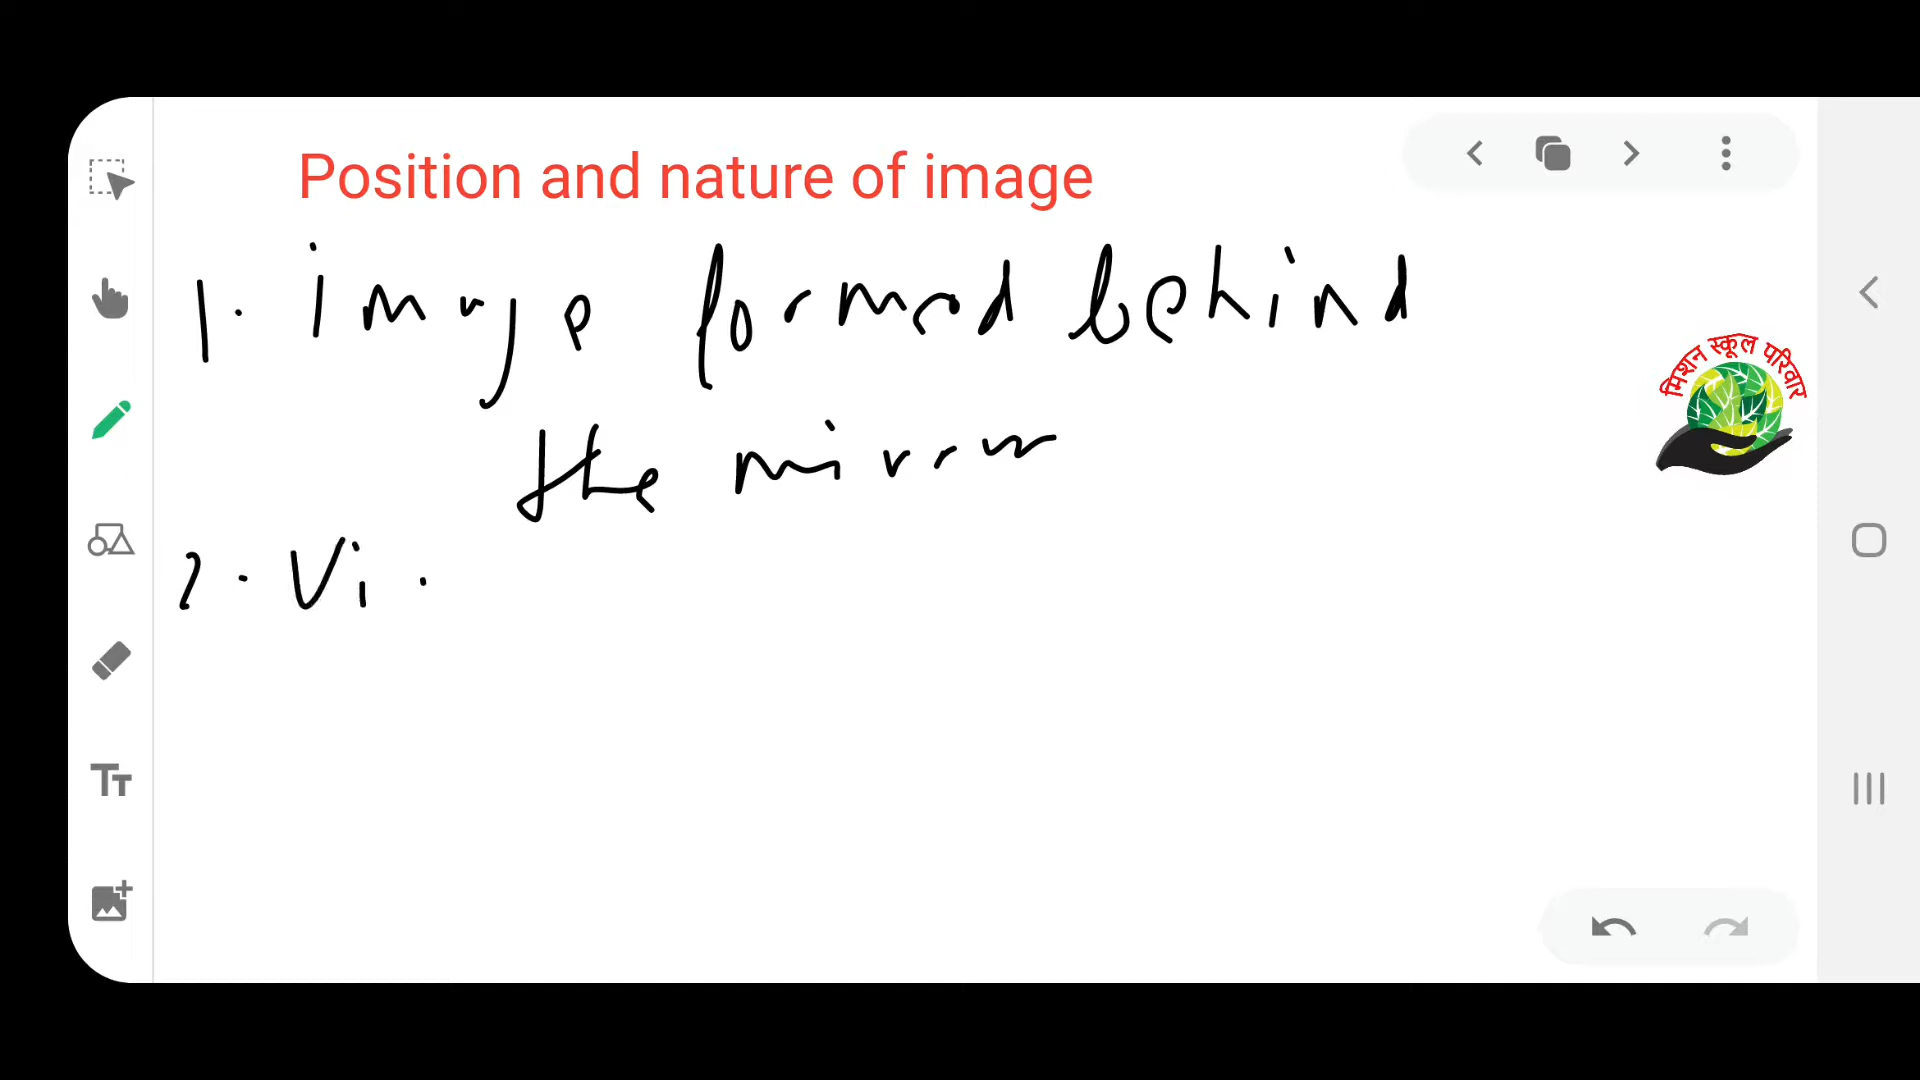 Position and nature of image
1. image formed behind
the mirror
2. Vi
मिशन स्कूल परिवार